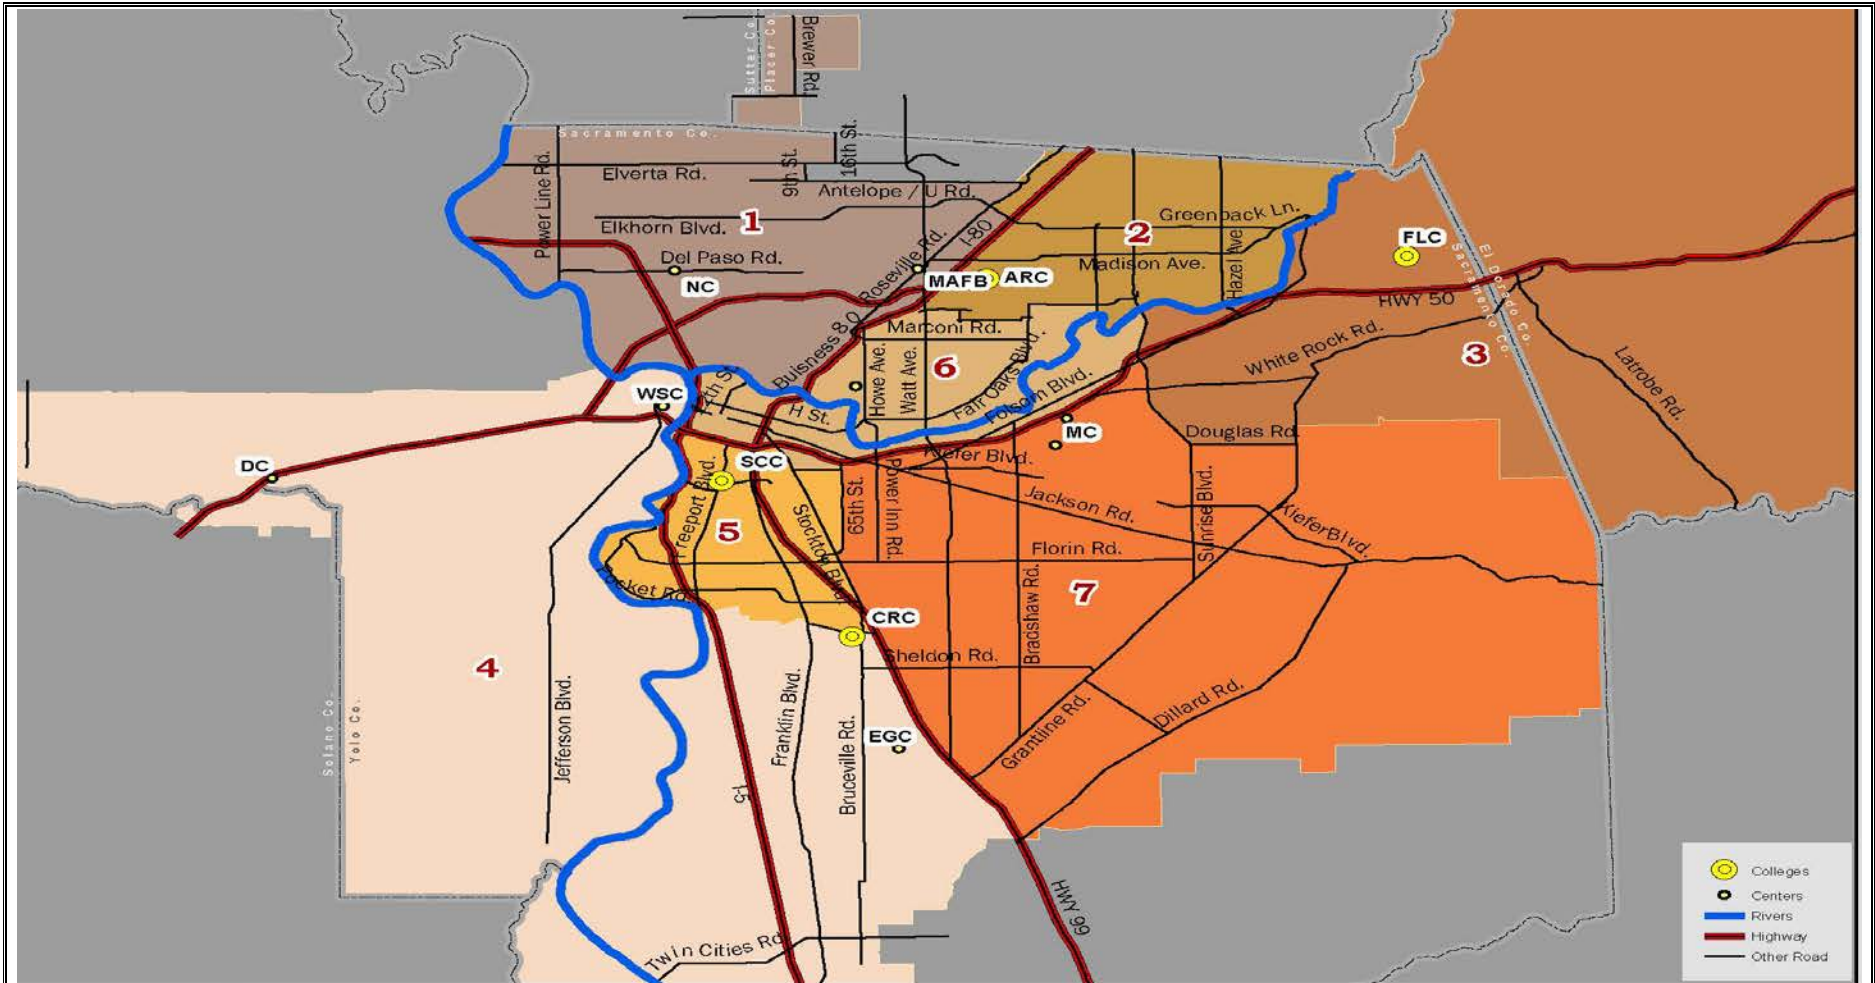 Sutter Co.
Placer Co.
Brewer Rd.
Sacramento Co.
Power Line Rd.
Elverta Rd.
9th St.
16th St.
Antelope / U Rd.
Elkhorn Blvd.
1
Del Paso Rd.
NC
Roseville Rd.
I-80
MAFB
ARC
2
Greenback Ln.
Madison Ave.
Hazel Ave
FLC
El Dorado Co.
Sacramento Co.
HWY 50
3
White Rock Rd.
Latrobe Rd.
Buisness 80
Marconi Rd.
6
Howe Ave.
Watt Ave.
Fair Oaks Blvd.
Folsom Blvd.
WSC
H St.
MC
Douglas Rd.
Kiefer Blvd.
DC
SCC
Freeport Blvd.
5
Stockton Blvd.
65th St.
Power Inn Rd.
Jackson Rd.
Sunrise Blvd.
KieferBlvd.
Florin Rd.
Pocket Rd.
7
Bradshaw Rd.
CRC
Sheldon Rd.
4
Jefferson Blvd.
Solano Co.
Yolo Co.
I-5
Franklin Blvd.
Bruceville Rd.
EGC
Grantline Rd.
Dillard Rd.
HWY 99
Twin Cities Rd.
Colleges
Centers
Rivers
Highway
Other Road